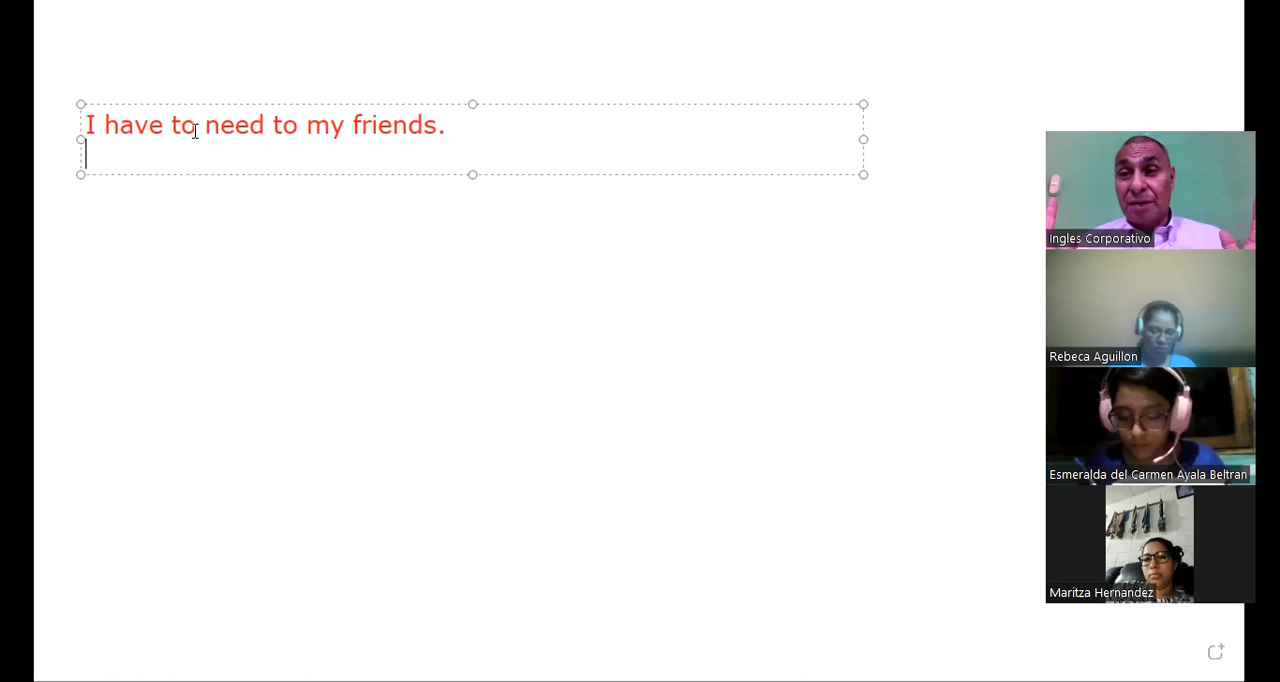 I have to need to my friends.
Ingles Corporativo
Rebeca Aguillon
Esmeralda del Carmen Ayala Beltran
Maritza Hernandez